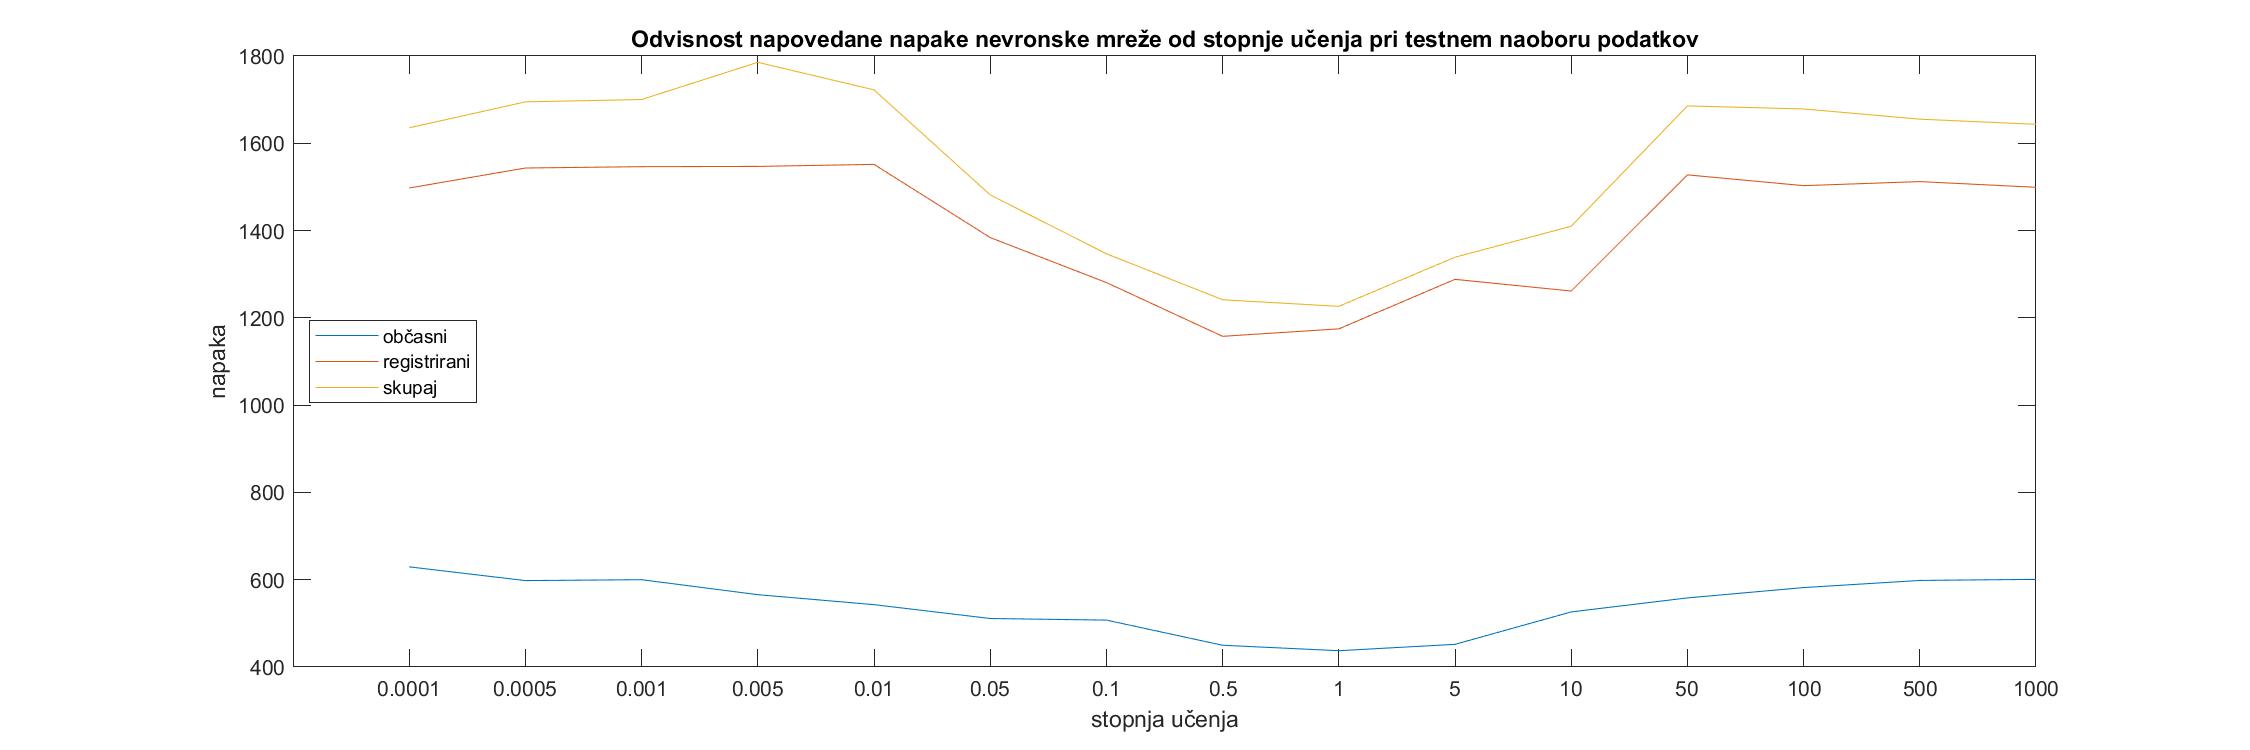 Odvisnost napovedane napake nevronske mreže od stopnje učenja pri testnem naoboru podatkov
1800
1600
1400
1200
1000
800
600
400
napaka
občasni
registrirani
skupaj
0.0001 0.0005 0.001 0.005 0.01 0.05 0.1 0.5 1 5 10 50 100 500 1000
stopnja učenja